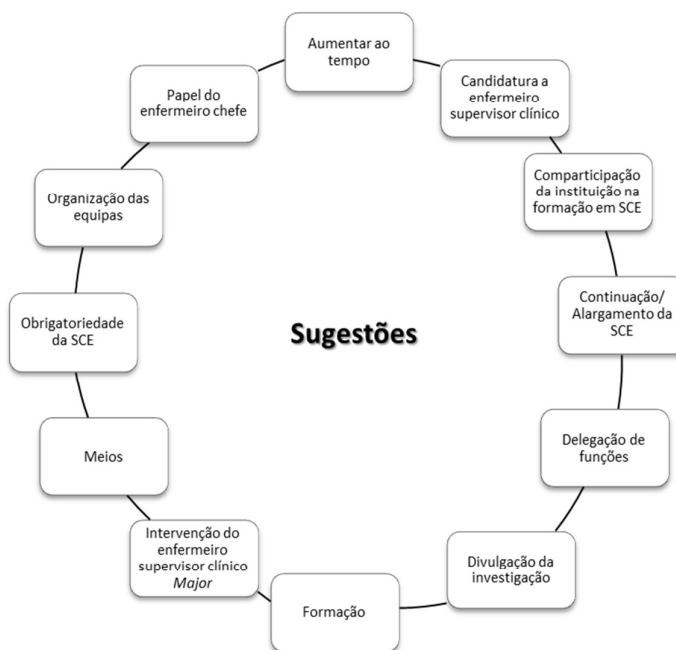 Aumentar ao
tempo
Candidatura a
enfermeiro
supervisor clínico
Comparticipação
da instituição na
formação em SCE
Continuação/
Alargamento da
SCE
Delegação de
funções
Divulgação da
investigação
Formação
Intervenção do
enfermeiro
supervisor clínico
Major
Meios
Obrigatoriedade
da SCE
Organização das
equipas
Papel do
enfermeiro chefe
Sugestões